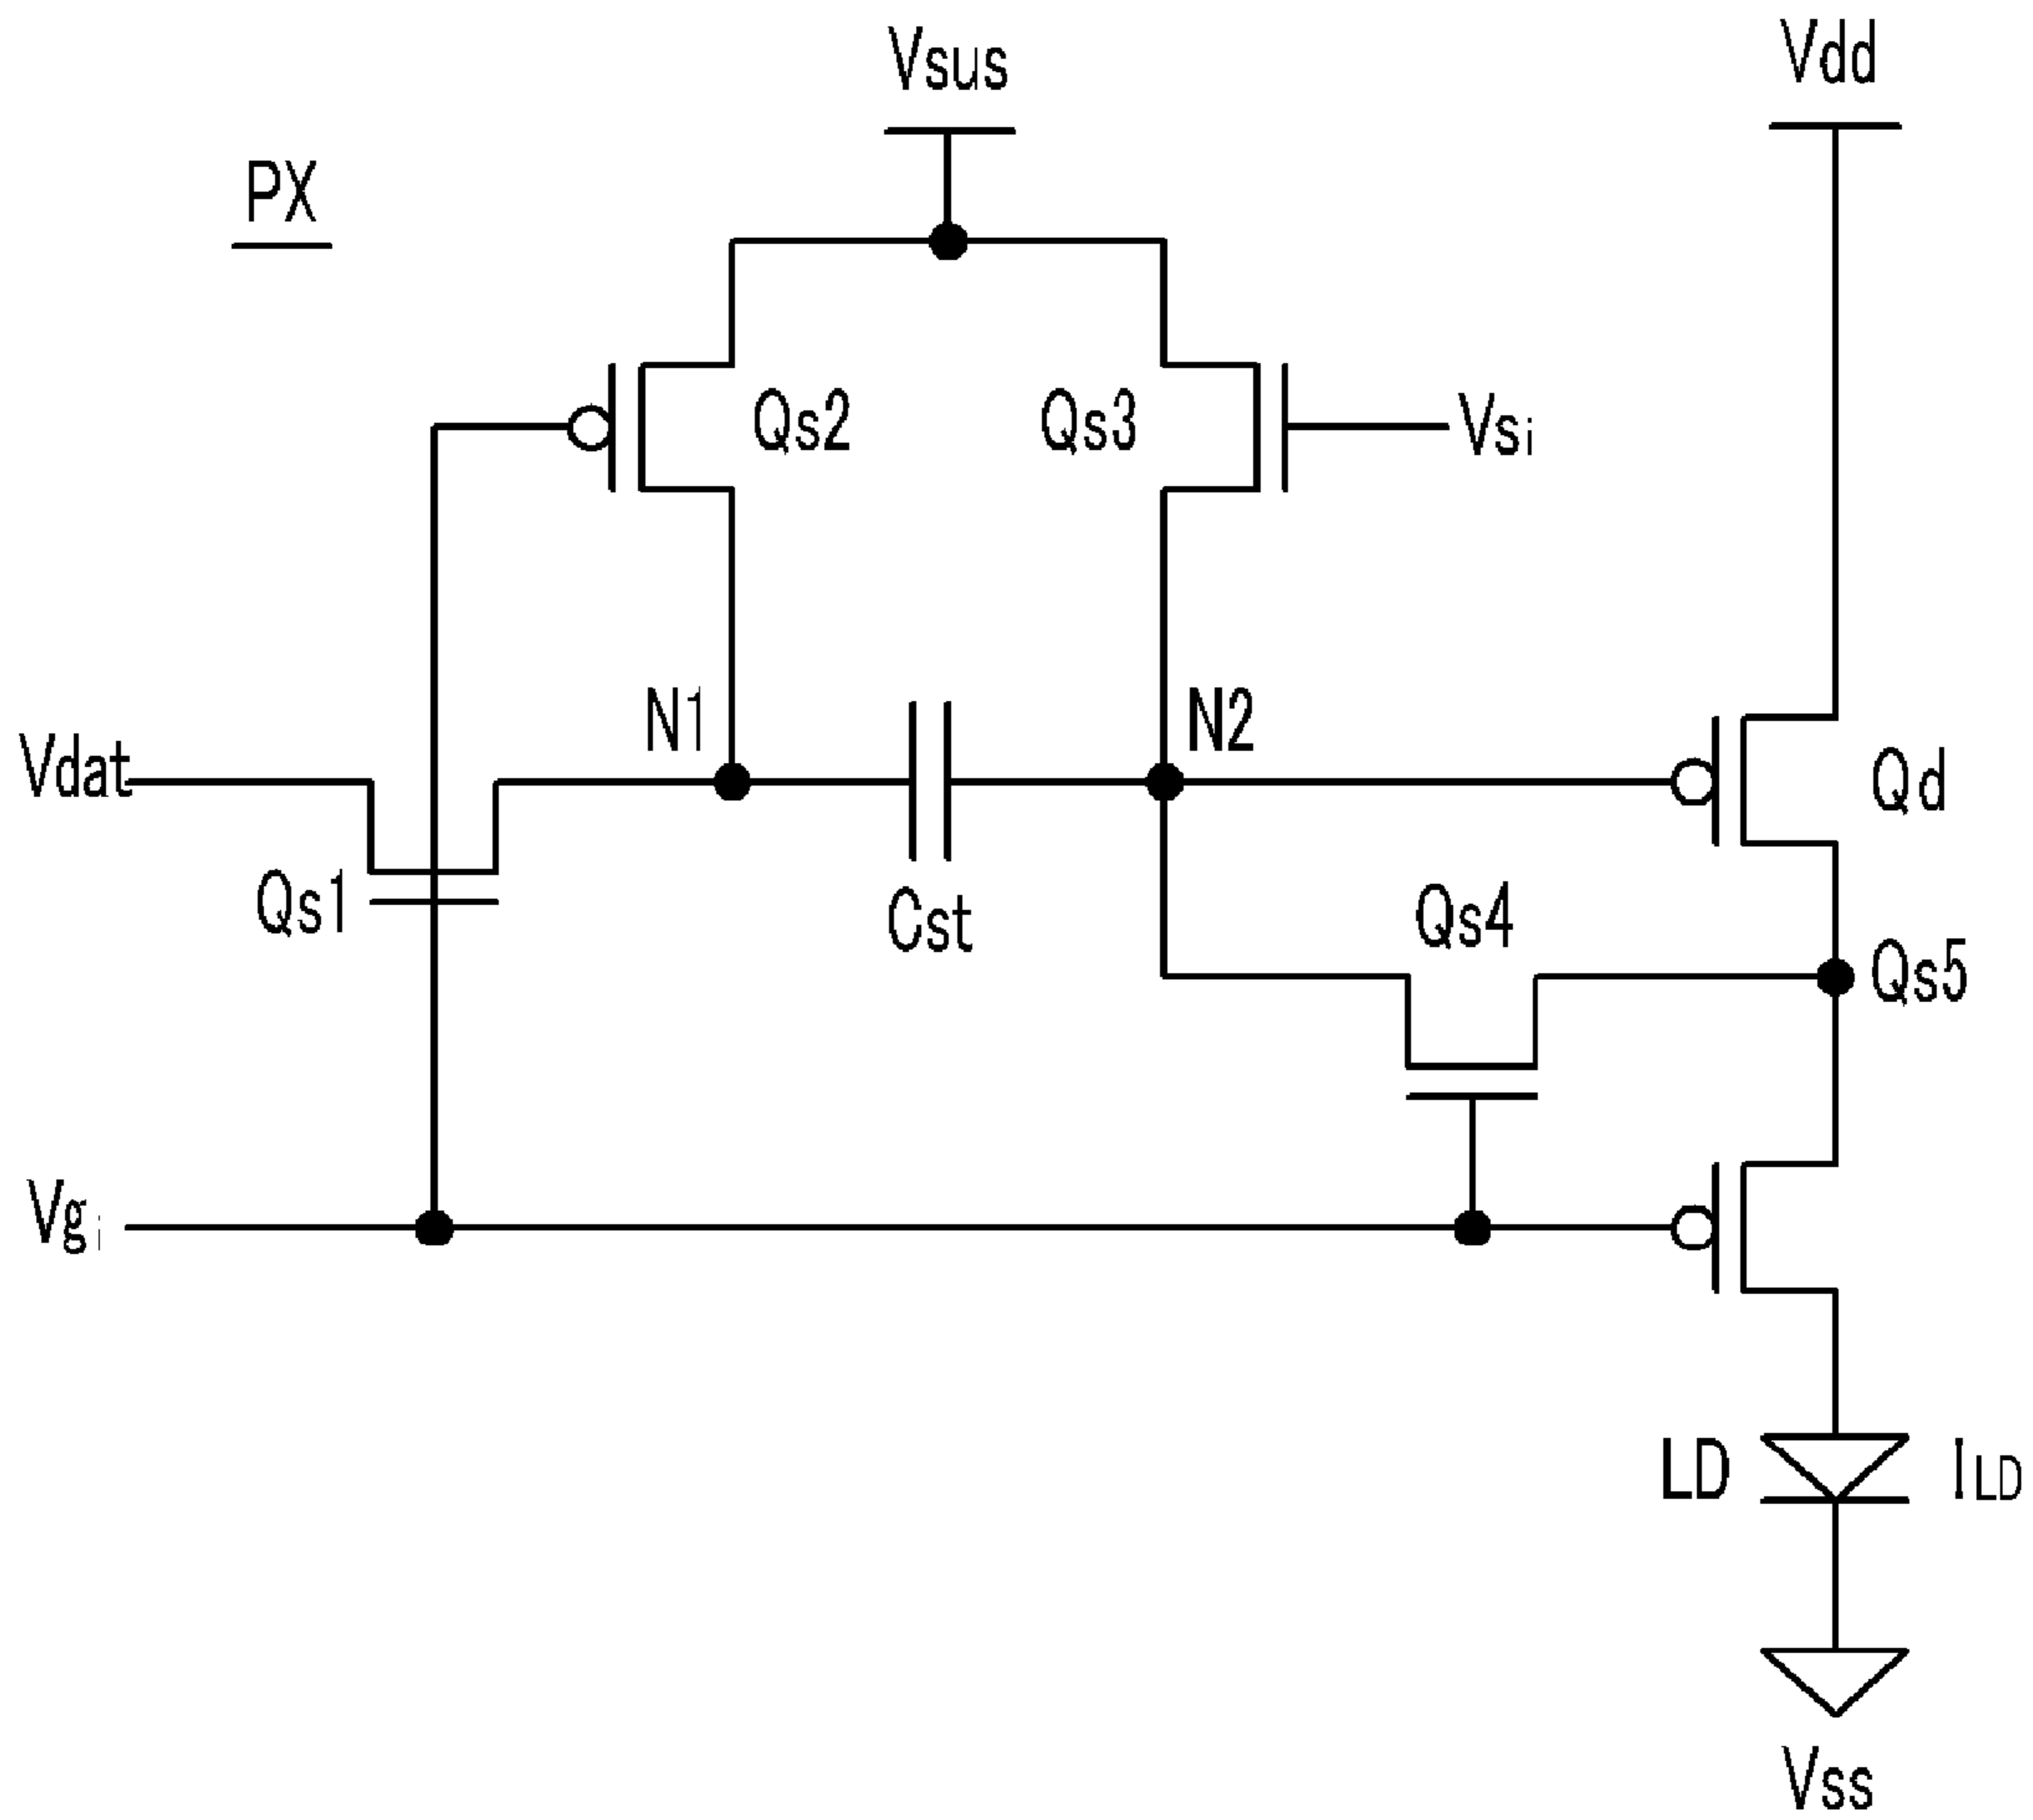 Vsus
Vdd
PX
Qs2
Qs3
Vsi
N1
N2
Vdat
Qd
Qs1
Cst
Qs4
Qs5
Vgi
LD
ILD
Vss